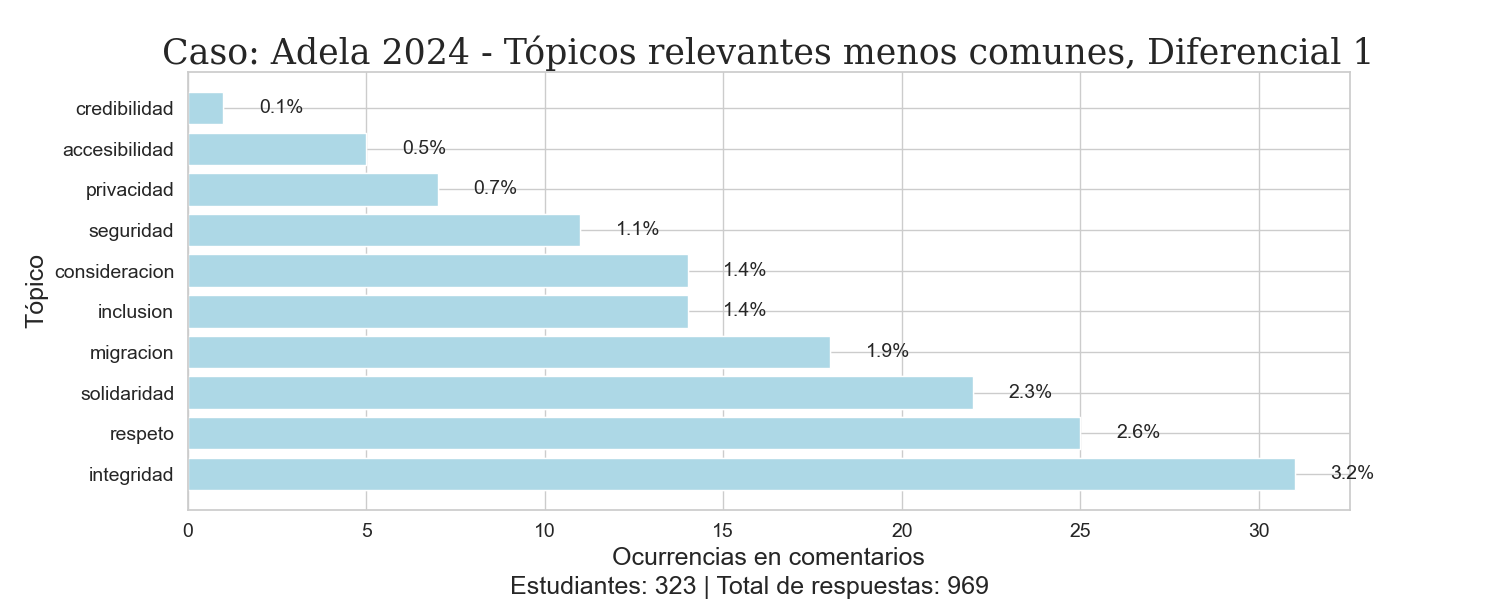 Caso: Adela 2024 - Tópicos relevantes menos comunes, Diferencial 1
Tópico
credibilidad 0.1%
accesibilidad 0.5%
privacidad 0.7%
seguridad 1.1%
consideracion 1.4%
inclusion 1.4%
migracion 1.9%
solidaridad 2.3%
respeto 2.6%
integridad 3.2%
0 5 10 15 20 25 30
Ocurrencias en comentarios
Estudiantes: 323 | Total de respuestas: 969